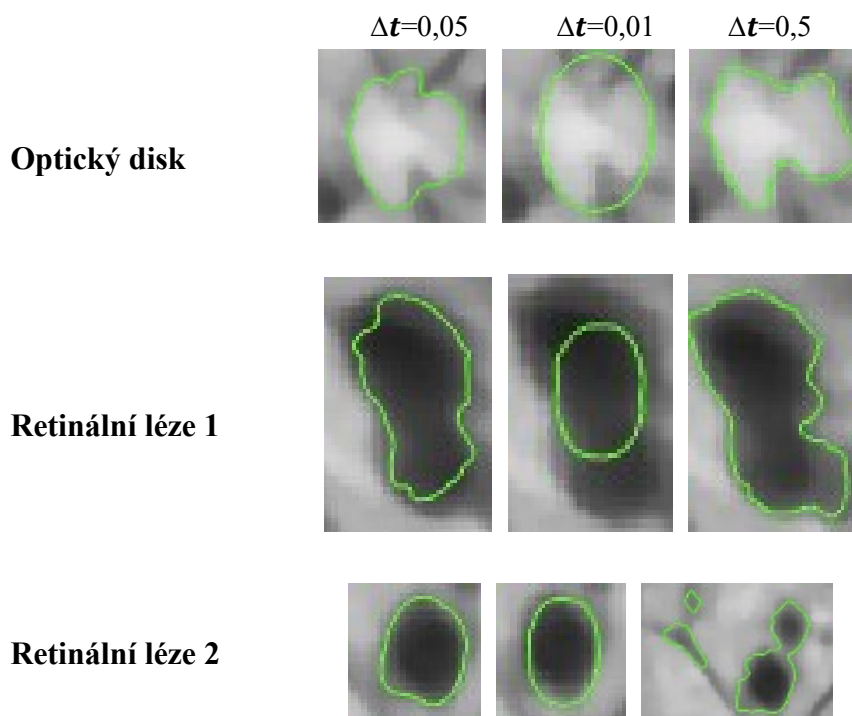 Δt=0,05 Δt=0,01 Δt=0,5
Optický disk
Retinální léze 1
Retinální léze 2